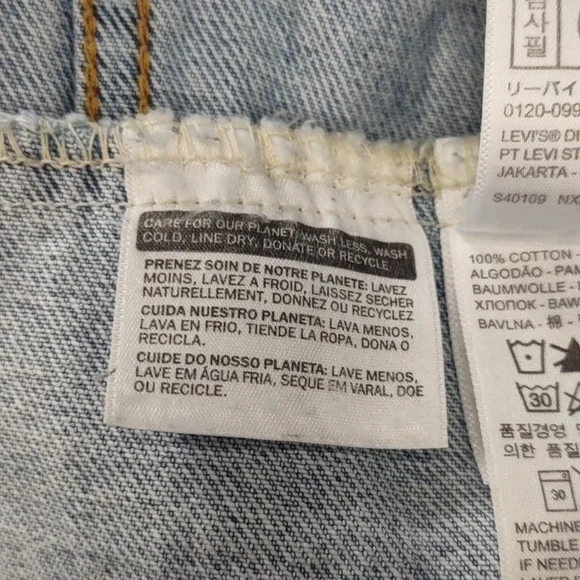 CARE FOR OUR PLANET: WASH LESS, WASH
COLD, LINE DRY, DONATE OR RECYCLE.
PRENEZ SOIN DE NOTRE PLANETE: LAVEZ
MOINS, LAVEZ A FROID, LAISSEZ SECHER
NATURELLEMENT, DONNEZ OU RECYCLEZ
CUIDA NUESTRO PLANETA: LAVA MENOS,
LAVA EN FRIO, TIENDE LA ROPA, DONA O
RECICLA.
CUIDE DO NOSSO PLANETA: LAVE MENOS,
LAVE EM ÁGUA FRIA, SEQUE EM VARAL, DOE
OU RECICLE.
사
필
リーバイ
0120-099
LEVI'S® D
PT LEVI ST
JAKARTA -
S40109 NX
100% COTTON -
ALGODÃO - PA
BAUMWOLLE -
ХЛОПОК - BAW
BAVLNA - 棉 -
30
품질경영
의한 품질
30
MACHINE
TUMBLE
IF NEED